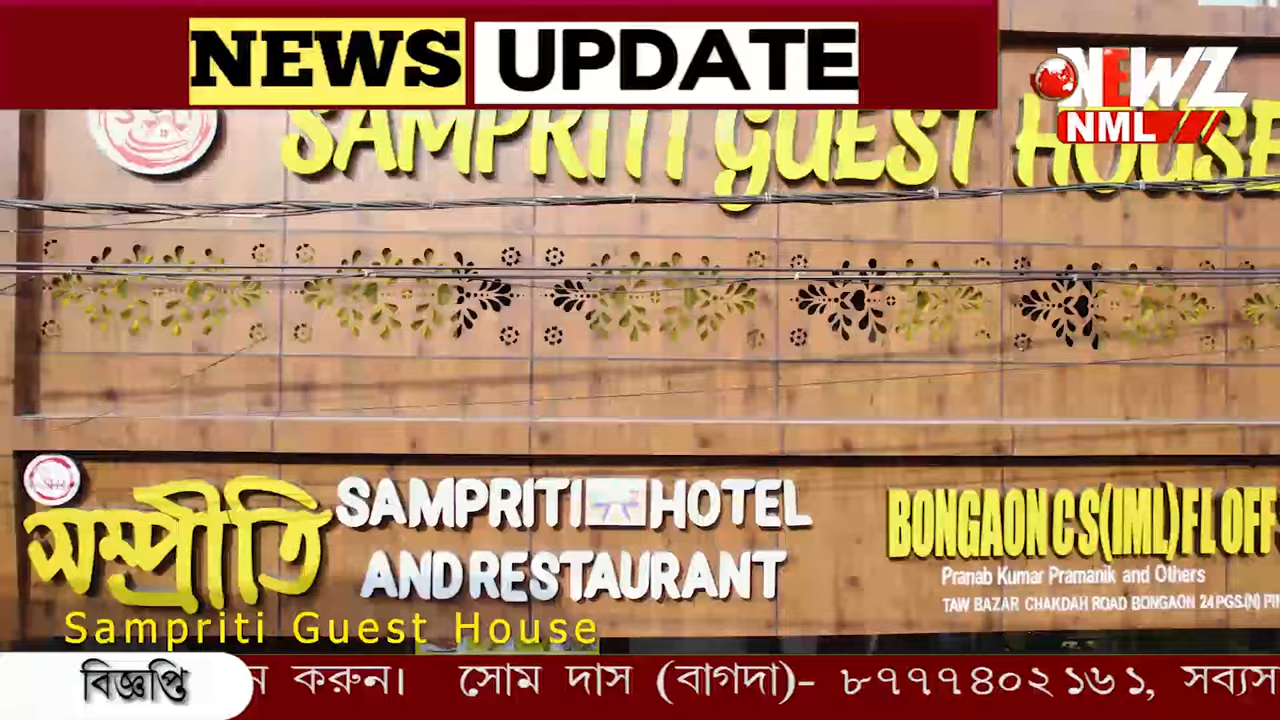 NEWS UPDATE
NEWZ
NML
SAMPRITI GUEST HOUSE
সম্প্রীতি
SAMPRITI HOTEL
AND RESTAURANT
BONGAON C S(IML) FL OFF
Pranab Kumar Pramanik and Others
TAW BAZAR CHAKDAH ROAD BONGAON 24 PGS.(N)
Sampriti Guest House
বিজ্ঞপ্তি
ন করুন। সোম দাস (বাগদা)- ৮৭৭৭৪০২১৬১, সব্যস